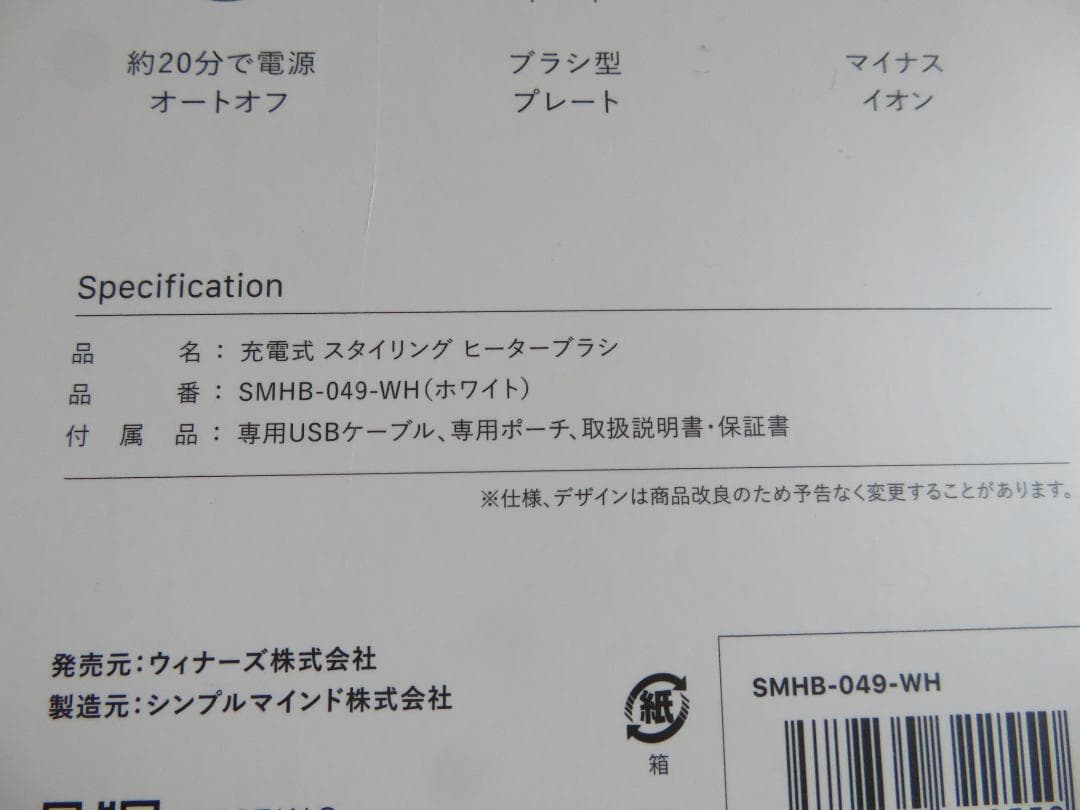 約20分で電源
オートオフ
ブラシ型
プレート
マイナス
イオン
Specification
品名：充電式 スタイリング ヒーターブラシ
品番：SMHB-049-WH（ホワイト）
付属品：専用USBケーブル、専用ポーチ、取扱説明書・保証書
※仕様、デザインは商品改良のため予告なく変更することがあります。
発売元：ウィナーズ株式会社
製造元：シンプルマインド株式会社
紙
箱
SMHB-049-WH